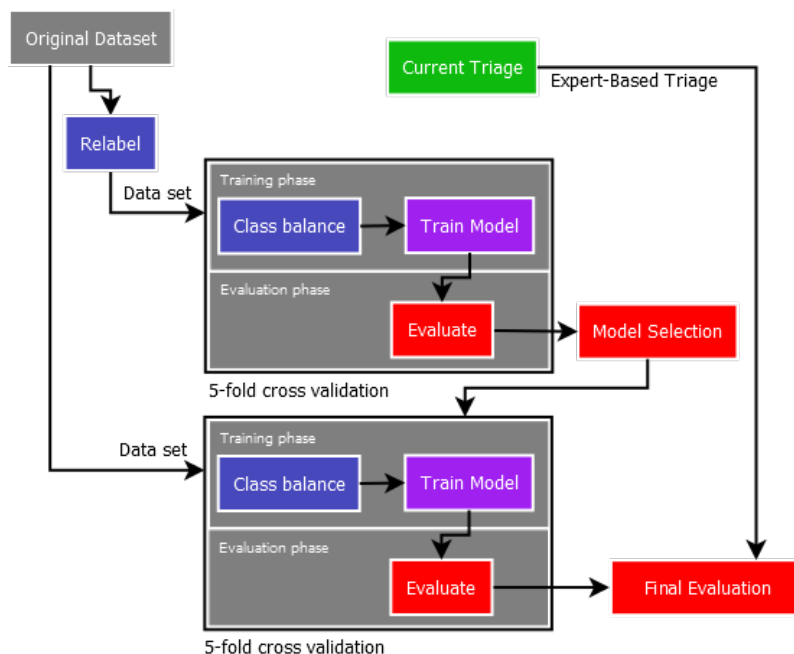 Original Dataset
Current Triage
Expert-Based Triage
Relabel
Data set
Training phase
Class balance
Train Model
Evaluation phase
Evaluate
Model Selection
5-fold cross validation
Data set
Training phase
Class balance
Train Model
Evaluation phase
Evaluate
Final Evaluation
5-fold cross validation